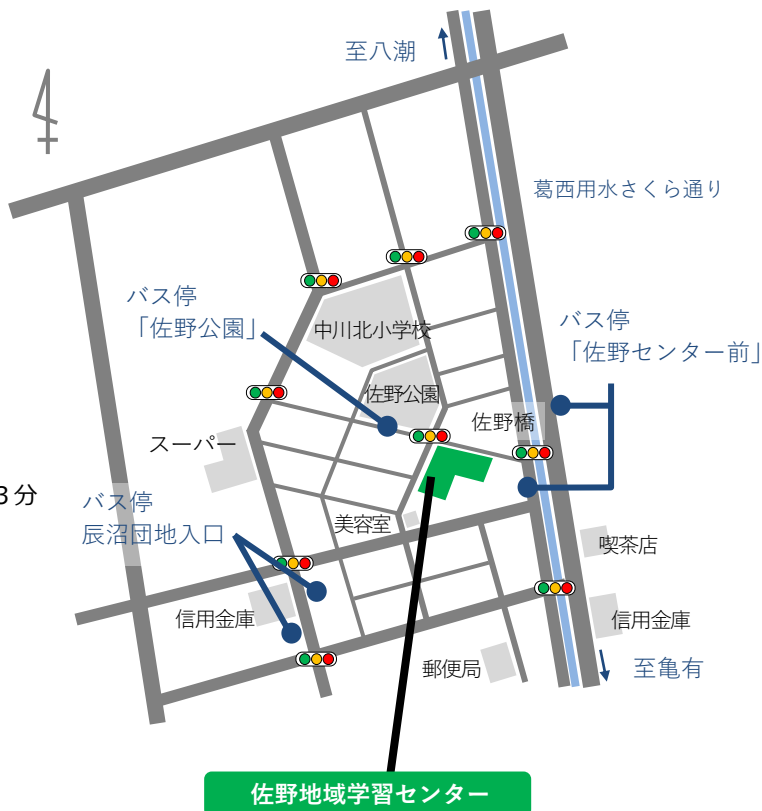 至八潮
葛西用水さくら通り
バス停
「佐野公園」
バス停
「佐野センター前」
中川北小学校
佐野公園
佐野橋
スーパー
3分
バス停
辰沼団地入口
美容室
喫茶店
信用金庫
信用金庫
郵便局
至亀有
佐野地域学習センター